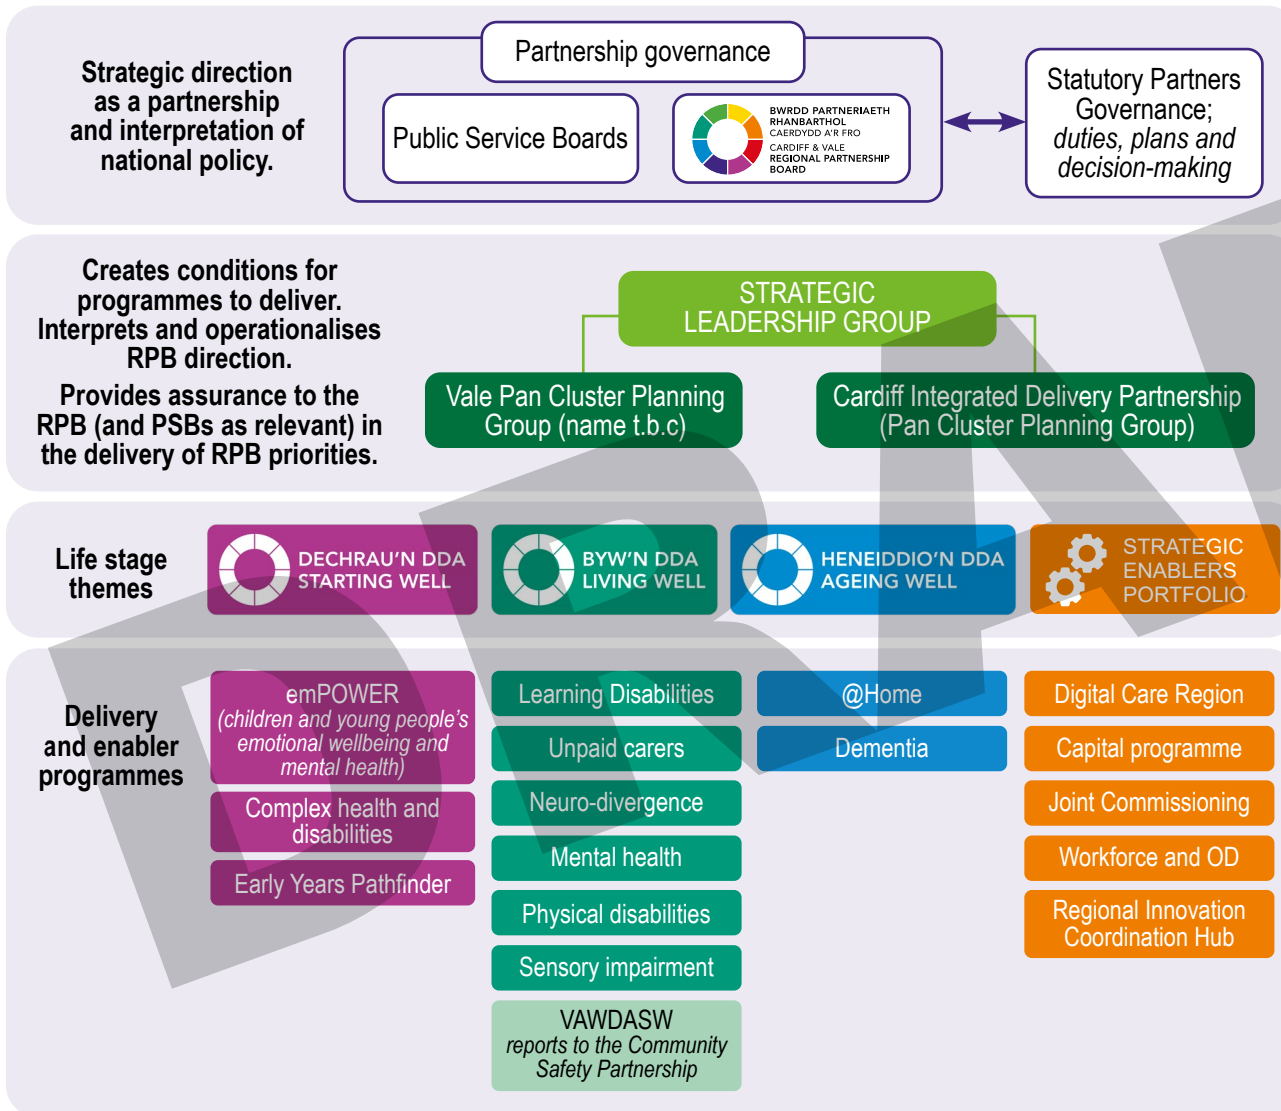 Strategic direction
as a partnership
and interpretation of
national policy.
Partnership governance
Public Service Boards
BWRDD PARTNERIAETH
RHANBARTHOL
CAERDYDD A'R FRO
CARDIFF & VALE
REGIONAL PARTNERSHIP
BOARD
Statutory Partners
Governance;
duties, plans and
decision-making
Creates conditions for
programmes to deliver.
Interprets and operationalises
RPB direction.
Provides assurance to the
RPB (and PSBs as relevant) in
the delivery of RPB priorities.
STRATEGIC
LEADERSHIP GROUP
Vale Pan Cluster Planning
Group (name t.b.c)
Cardiff Integrated Delivery Partnership
(Pan Cluster Planning Group)
Life stage
themes
DECHRAU'N DDA
STARTING WELL
BYW'N DDA
LIVING WELL
HENEIDDIO'N DDA
AGEING WELL
STRATEGIC
ENABLERS
PORTFOLIO
Delivery
and enabler
programmes
emPOWER
(children and young people's
emotional wellbeing and
mental health)
Complex health and
disabilities
Early Years Pathfinder
Learning Disabilities
Unpaid carers
Neuro-divergence
Mental health
Physical disabilities
Sensory impairment
VAWDASW
reports to the Community
Safety Partnership
@Home
Dementia
Digital Care Region
Capital programme
Joint Commissioning
Workforce and OD
Regional Innovation
Coordination Hub